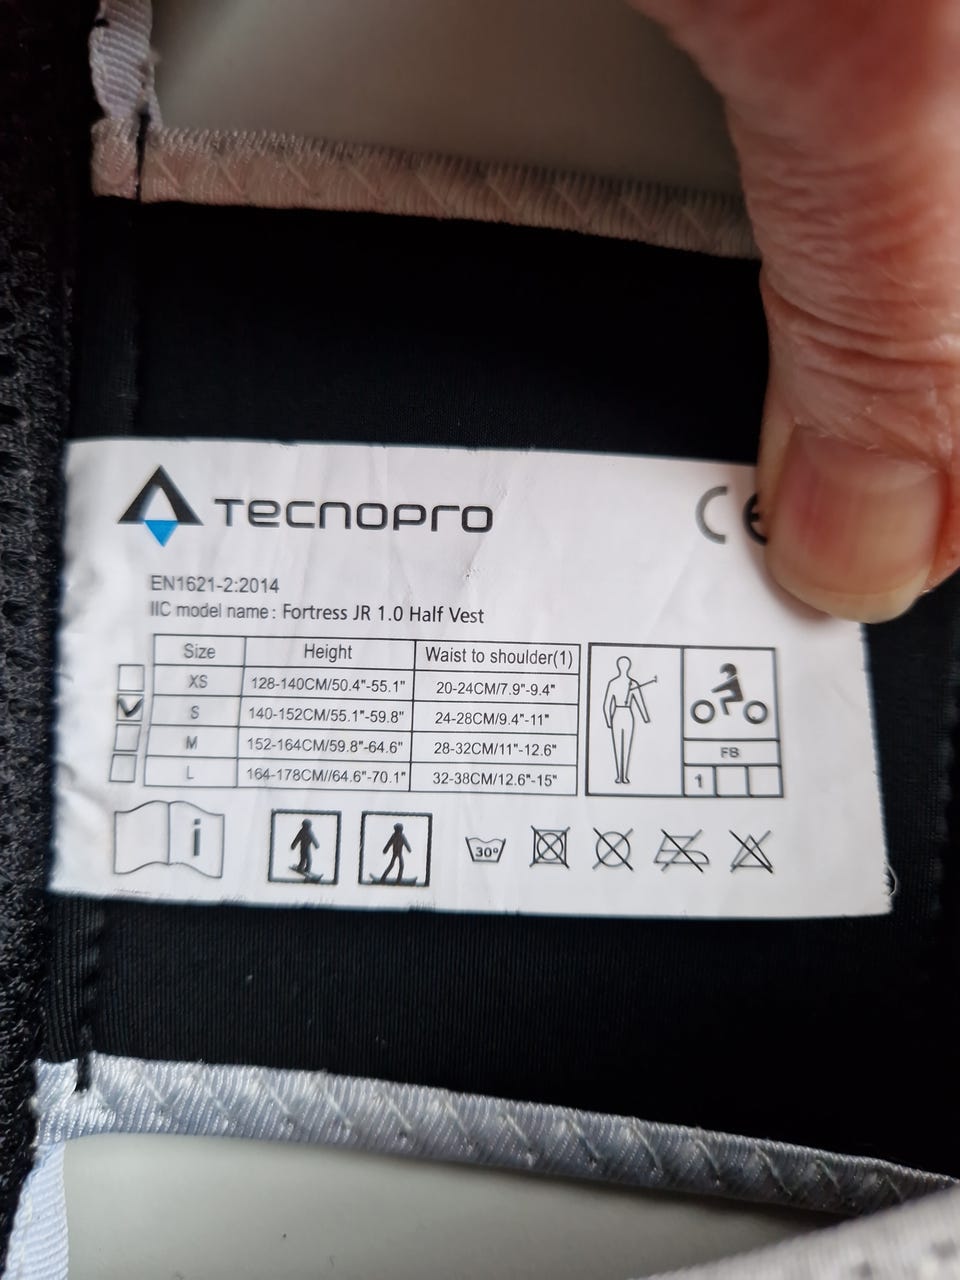 TECNOPRO
CE
EN1621-2:2014
IIC model name : Fortress JR 1.0 Half Vest
Size Height Waist to shoulder(1)
XS 128-140CM/50.4"-55.1" 20-24CM/7.9"-9.4"
S 140-152CM/55.1"-59.8" 24-28CM/9.4"-11"
M 152-164CM/59.8"-64.6" 28-32CM/11"-12.6"
L 164-178CM//64.6"-70.1" 32-38CM/12.6"-15"
FB
1
i
30°